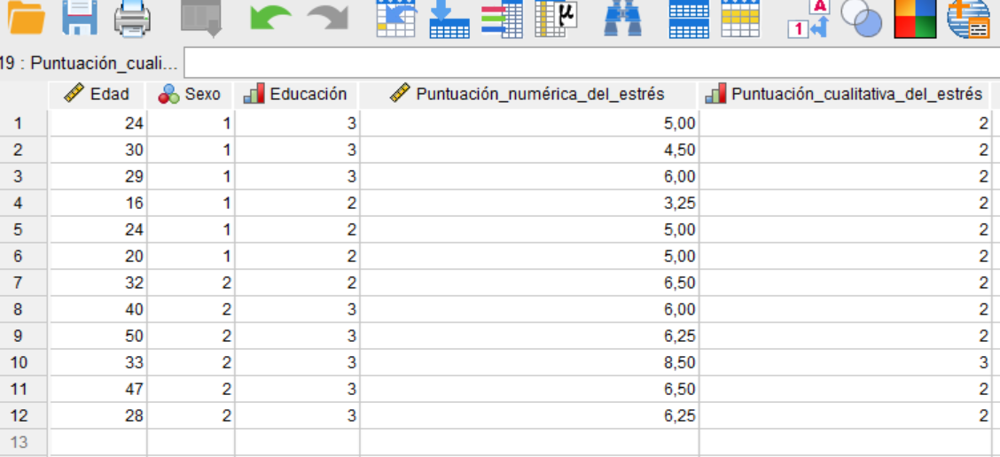 µ A 1
19 : Puntuación_cuali...
Edad Sexo Educación Puntuación_numérica_del_estrés Puntuación_cualitativa_del_estrés
1 24 1 3 5,00 2
2 30 1 3 4,50 2
3 29 1 3 6,00 2
4 16 1 2 3,25 2
5 24 1 2 5,00 2
6 20 1 2 5,00 2
7 32 2 2 6,50 2
8 40 2 3 6,00 2
9 50 2 3 6,25 2
10 33 2 3 8,50 3
11 47 2 3 6,50 2
12 28 2 3 6,25 2
13